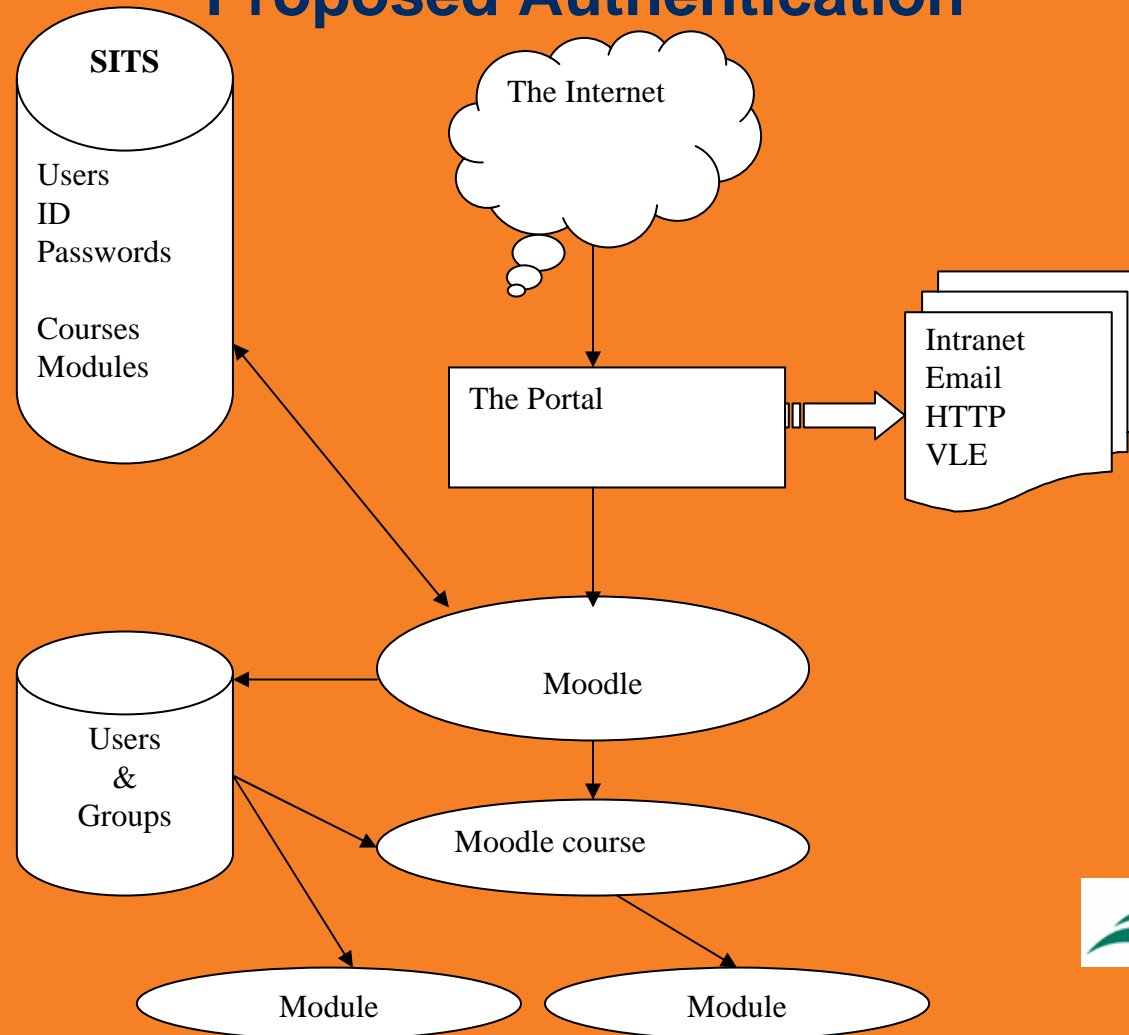 Proposed Authentication
SITS
The Internet
Users
ID
Passwords
Courses
Modules
Intranet
Email
HTTP
VLE
The Portal
Moodle
Users
&
Groups
Moodle course
Module
Module